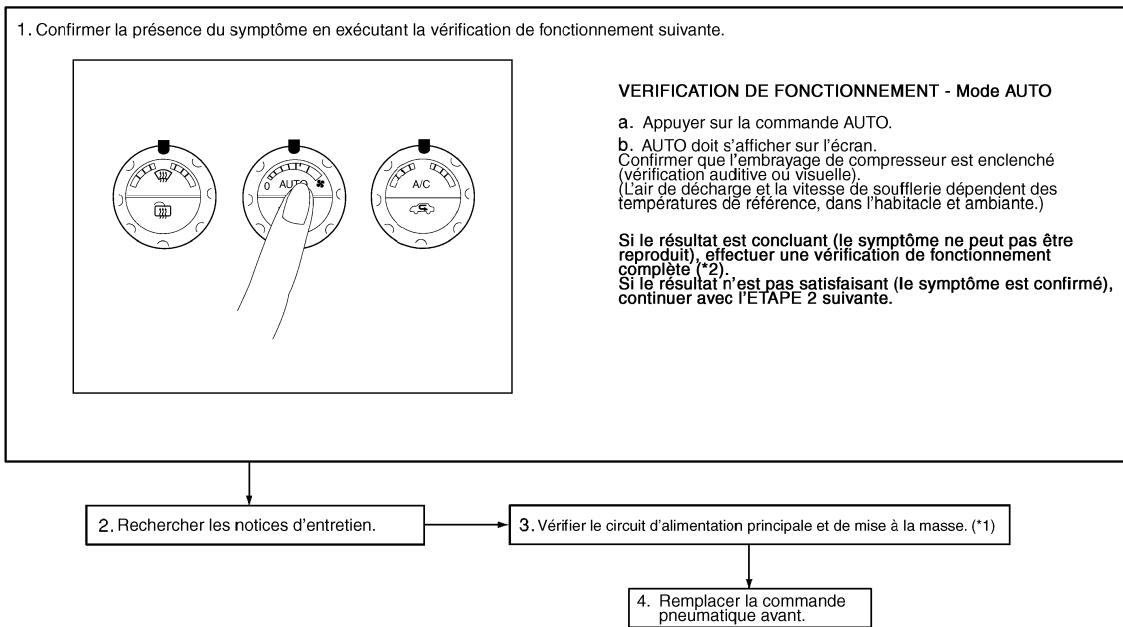 1. Confirmer la présence du symptôme en exécutant la vérification de fonctionnement suivante.
0 AUTO
A/C
VERIFICATION DE FONCTIONNEMENT - Mode AUTO
a. Appuyer sur la commande AUTO.
b. AUTO doit s'afficher sur l'écran.
Confirmer que l'embrayage de compresseur est enclenché
(vérification auditive ou visuelle).
(L'air de décharge et la vitesse de soufflerie dépendent des
températures de référence, dans l'habitacle et ambiante.)
Si le résultat est concluant (le symptôme ne peut pas être
reproduit), effectuer une vérification de fonctionnement
complète (*2).
Si le résultat n'est pas satisfaisant (le symptôme est confirmé),
continuer avec l'ETAPE 2 suivante.
2. Rechercher les notices d'entretien.
3. Vérifier le circuit d'alimentation principale et de mise à la masse. (*1)
4. Remplacer la commande
pneumatique avant.